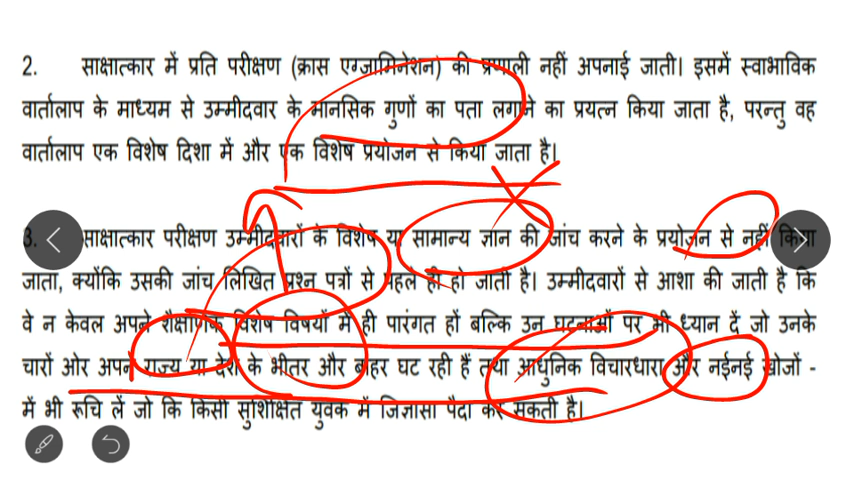 2. साक्षात्कार में प्रति परीक्षण (क्रास एग्जामिनेशन) की प्रणाली नहीं अपनाई जाती। इसमें स्वाभाविक
वार्तालाप के माध्यम से उम्मीदवार के मानसिक गुणों का पता लगाने का प्रयत्न किया जाता है, परन्तु वह
वार्तालाप एक विशेष दिशा में और एक विशेष प्रयोजन से किया जाता है।
3. साक्षात्कार परीक्षण उम्मीदवारों के विशेष या सामान्य ज्ञान की जांच करने के प्रयोजन से नहीं किया
जाता, क्योंकि उसकी जांच लिखित प्रश्न पत्रों से पहले ही हो जाती है। उम्मीदवारों से आशा की जाती है कि
वे न केवल अपने शैक्षणिक विशेष विषयों में ही पारंगत हों बल्कि उन घटनाओं पर भी ध्यान दें जो उनके
चारों ओर अपने राज्य या देश के भीतर और बाहर घट रही हैं तथा आधुनिक विचारधारा और नईनई खोजों -
में भी रूचि लें जो कि किसी सुशिक्षित युवक में जिज्ञासा पैदा कर सकती है।